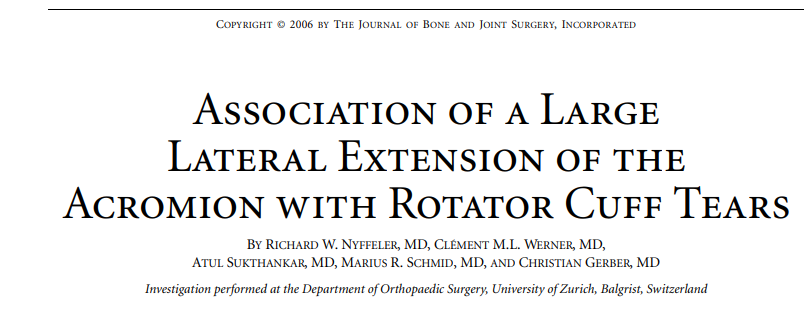 COPYRIGHT © 2006 BY THE JOURNAL OF BONE AND JOINT SURGERY, INCORPORATED
ASSOCIATION OF A LARGE
LATERAL EXTENSION OF THE
ACROMION WITH ROTATOR CUFF TEARS
BY RICHARD W. NYFFELER, MD, CLÉMENT M.L. WERNER, MD,
ATUL SUKTHANKAR, MD, MARIUS R. SCHMID, MD, AND CHRISTIAN GERBER, MD
Investigation performed at the Department of Orthopaedic Surgery, University of Zurich, Balgrist, Switzerland